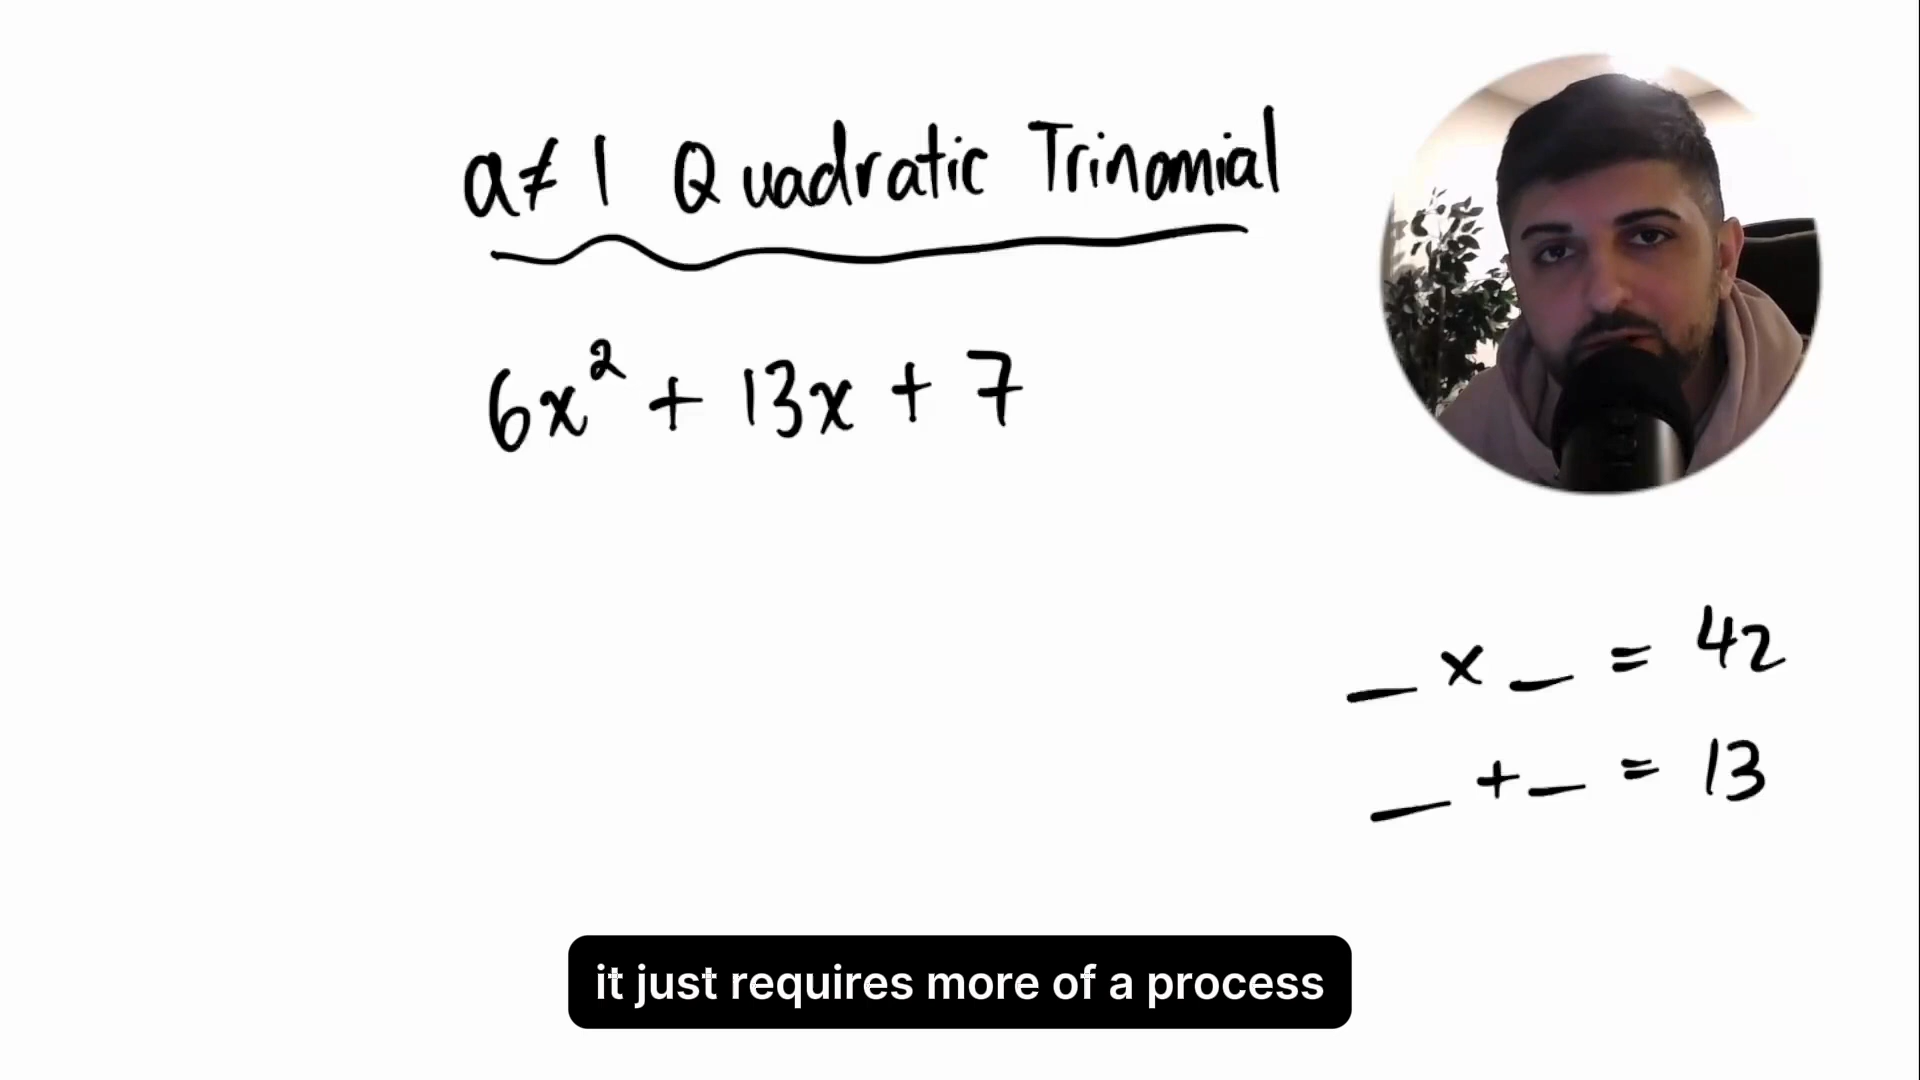 a≠1 Quadratic Trinomial
6x² + 13x + 7
_ × _ = 42
_ + _ = 13
it just requires more of a process